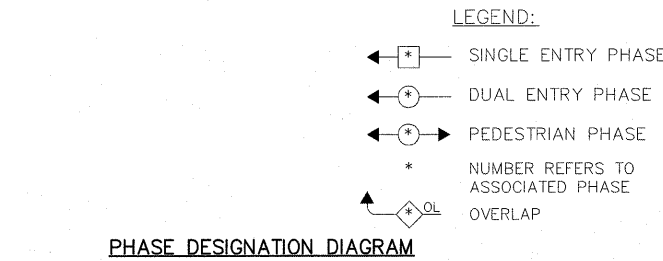 LEGEND:
* SINGLE ENTRY PHASE
* DUAL ENTRY PHASE
* PEDESTRIAN PHASE
* NUMBER REFERS TO
ASSOCIATED PHASE
* OL OVERLAP
PHASE DESIGNATION DIAGRAM